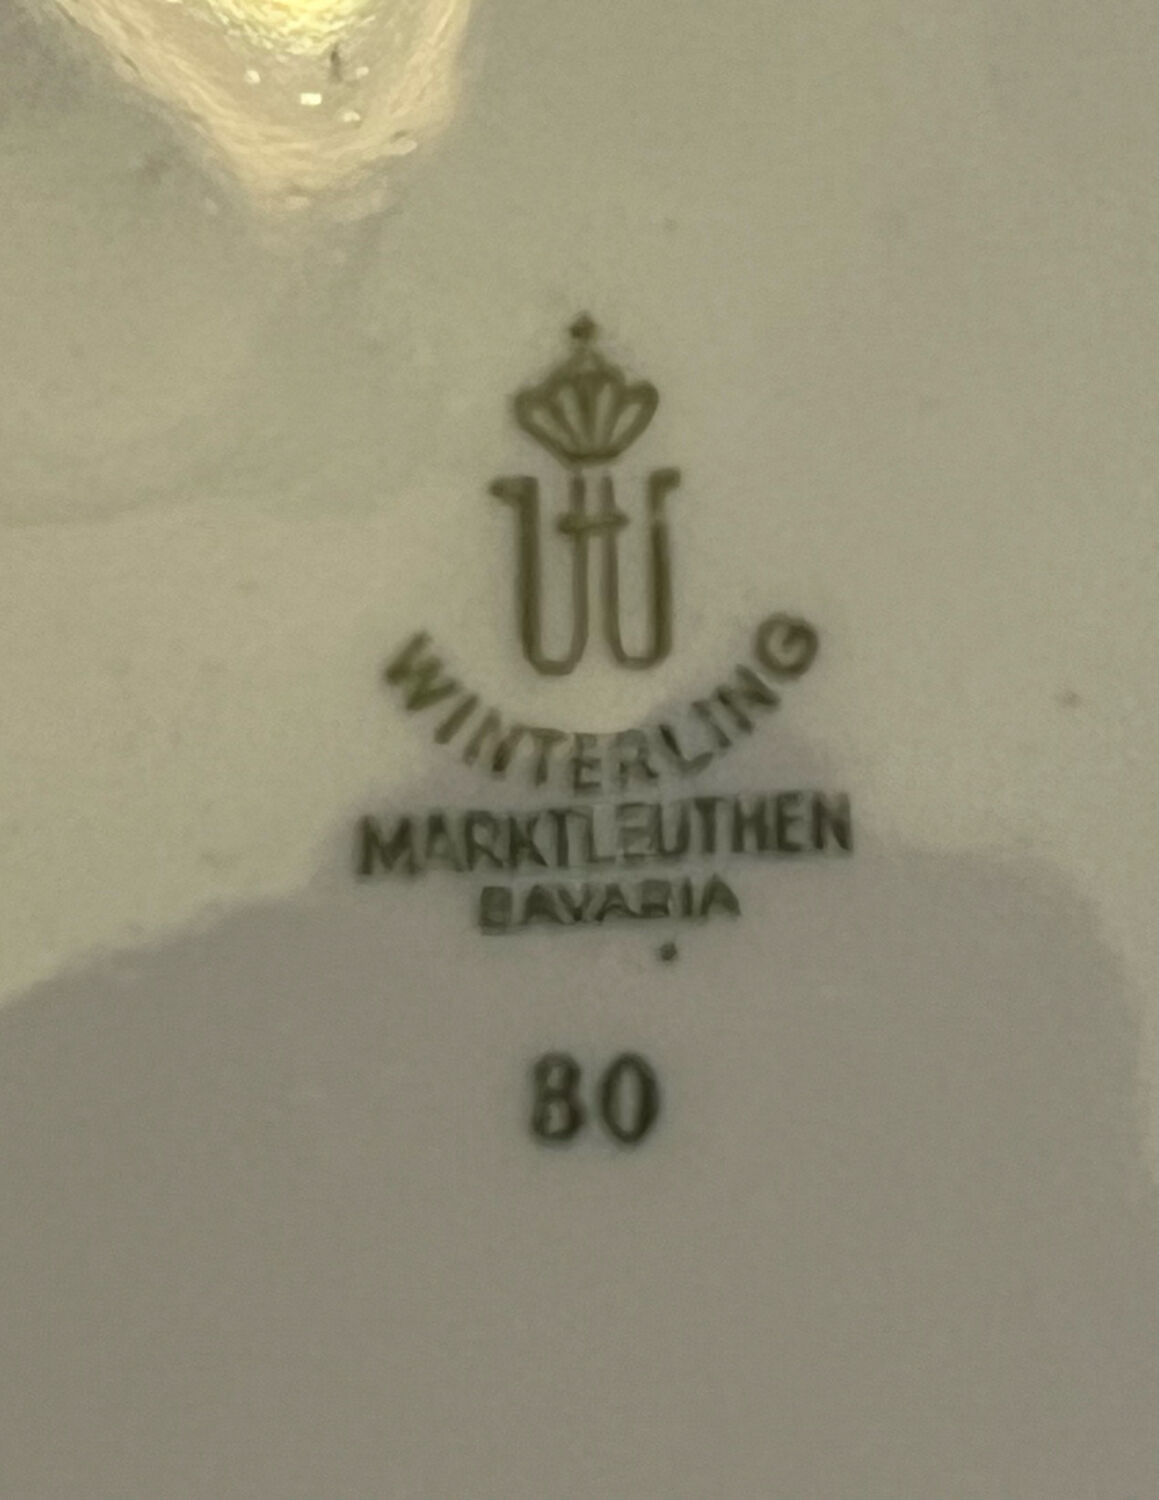 WINTERLING
MARKTLEUTHEN
BAVARIA
80